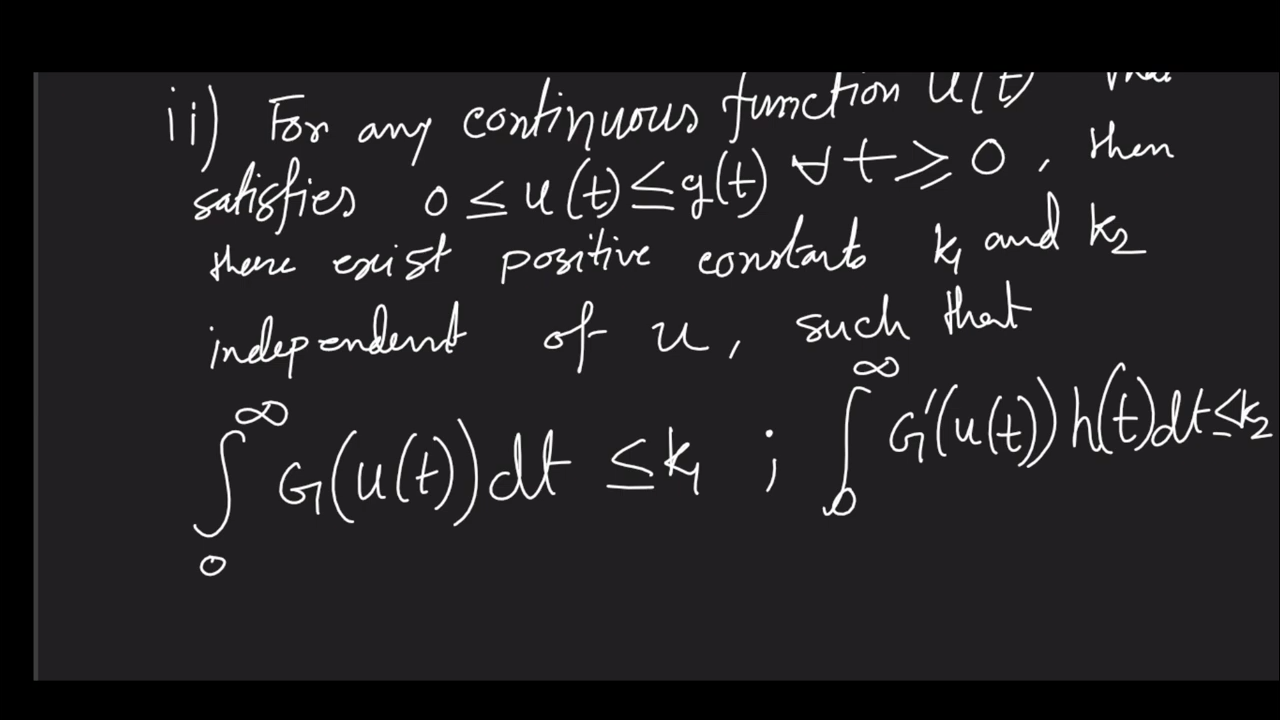 ii) For any continuous function u(t) that
satisfies 0 ≤ u(t) ≤ g(t) ∀ t ⩾ 0, then
there exist positive constants k₁ and k₂
independent of u, such that
∫₀^∞ G(u(t))dt ≤ k₁ ; ∫₀^∞ G'(u(t))h(t)dt ≤ k₂